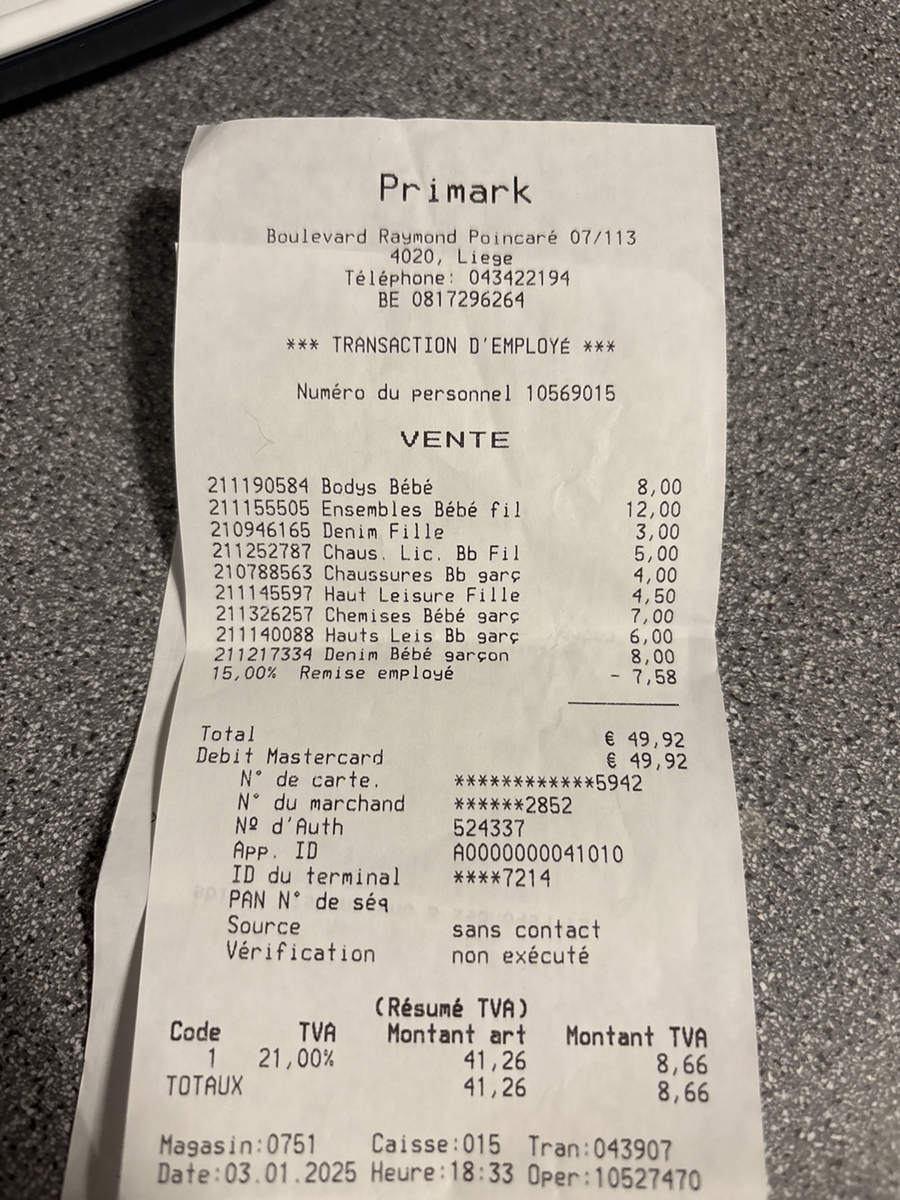 Primark
Boulevard Raymond Poincaré 07/113
4020, Liege
Téléphone: 043422194
BE 0817296264
*** TRANSACTION D'EMPLOYÉ ***
Numéro du personnel 10569015
VENTE
211190584 Bodys Bébé 8,00
211155505 Ensembles Bébé fil 12,00
210946165 Denim Fille 3,00
211252787 Chaus. Lic. Bb Fil 5,00
210788563 Chaussures Bb garç 4,00
211145597 Haut Leisure Fille 4,50
211326257 Chemises Bébé garç 7,00
211140088 Hauts Leis Bb garç 6,00
211217334 Denim Bébé garçon 8,00
15,00% Remise employé - 7,58
Total € 49,92
Debit Mastercard € 49,92
N° de carte. ************5942
N° du marchand ******2852
Nº d'Auth 524337
App. ID A0000000041010
ID du terminal ****7214
PAN N° de séq
Source sans contact
Vérification non exécuté
(Résumé TVA)
Code TVA Montant art Montant TVA
1 21,00% 41,26 8,66
TOTAUX 41,26 8,66
Magasin:0751 Caisse:015 Tran:043907
Date:03.01.2025 Heure:18:33 Oper:10527470